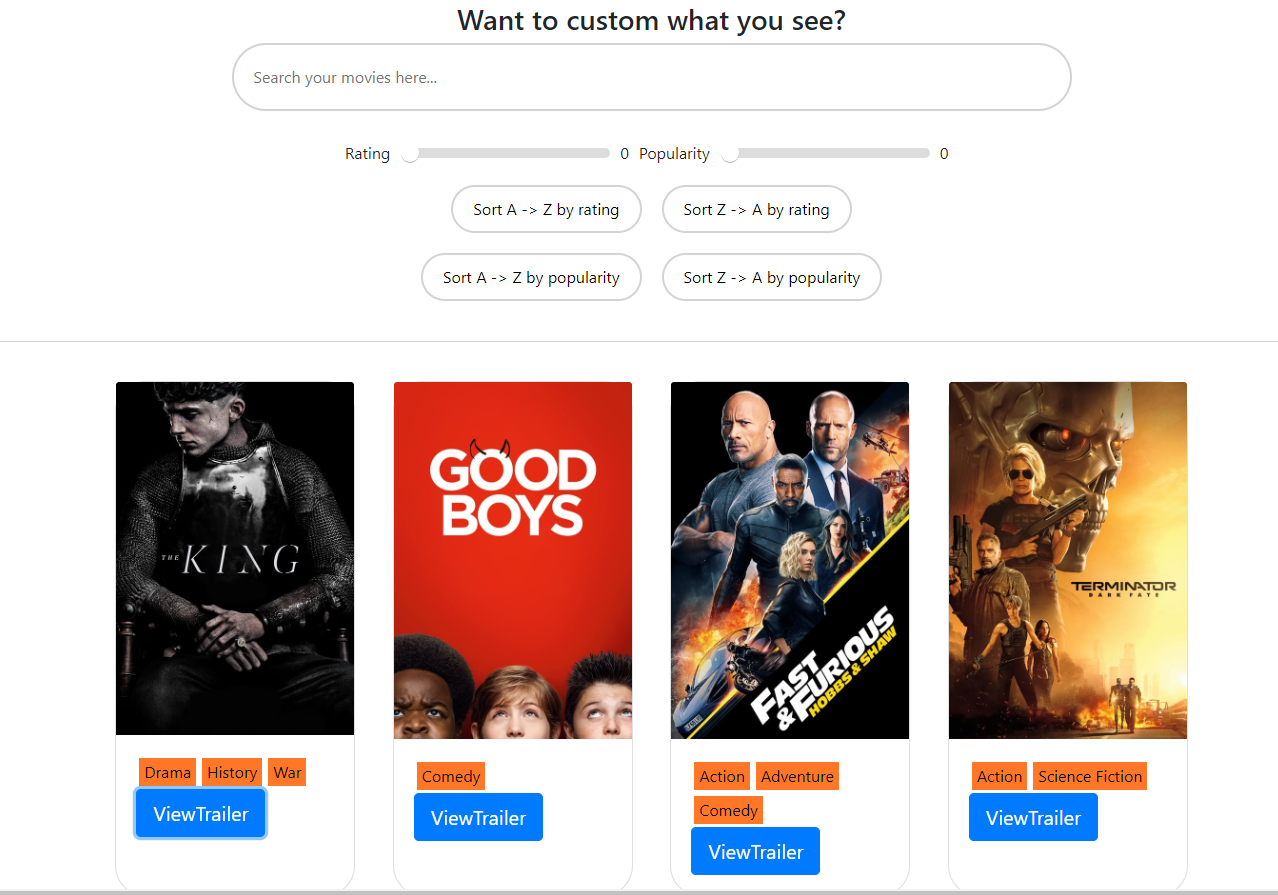 Want to custom what you see?
Search your movies here...
Rating 0 Popularity 0
Sort A -> Z by rating Sort Z -> A by rating
Sort A -> Z by popularity Sort Z -> A by popularity
THE KING
GOOD
BOYS
FAST
& FURIOUS
HOBBS & SHAW
TERMINATOR
DARK FATE
Drama History War
ViewTrailer
Comedy
ViewTrailer
Action Adventure
Comedy
ViewTrailer
Action Science Fiction
ViewTrailer